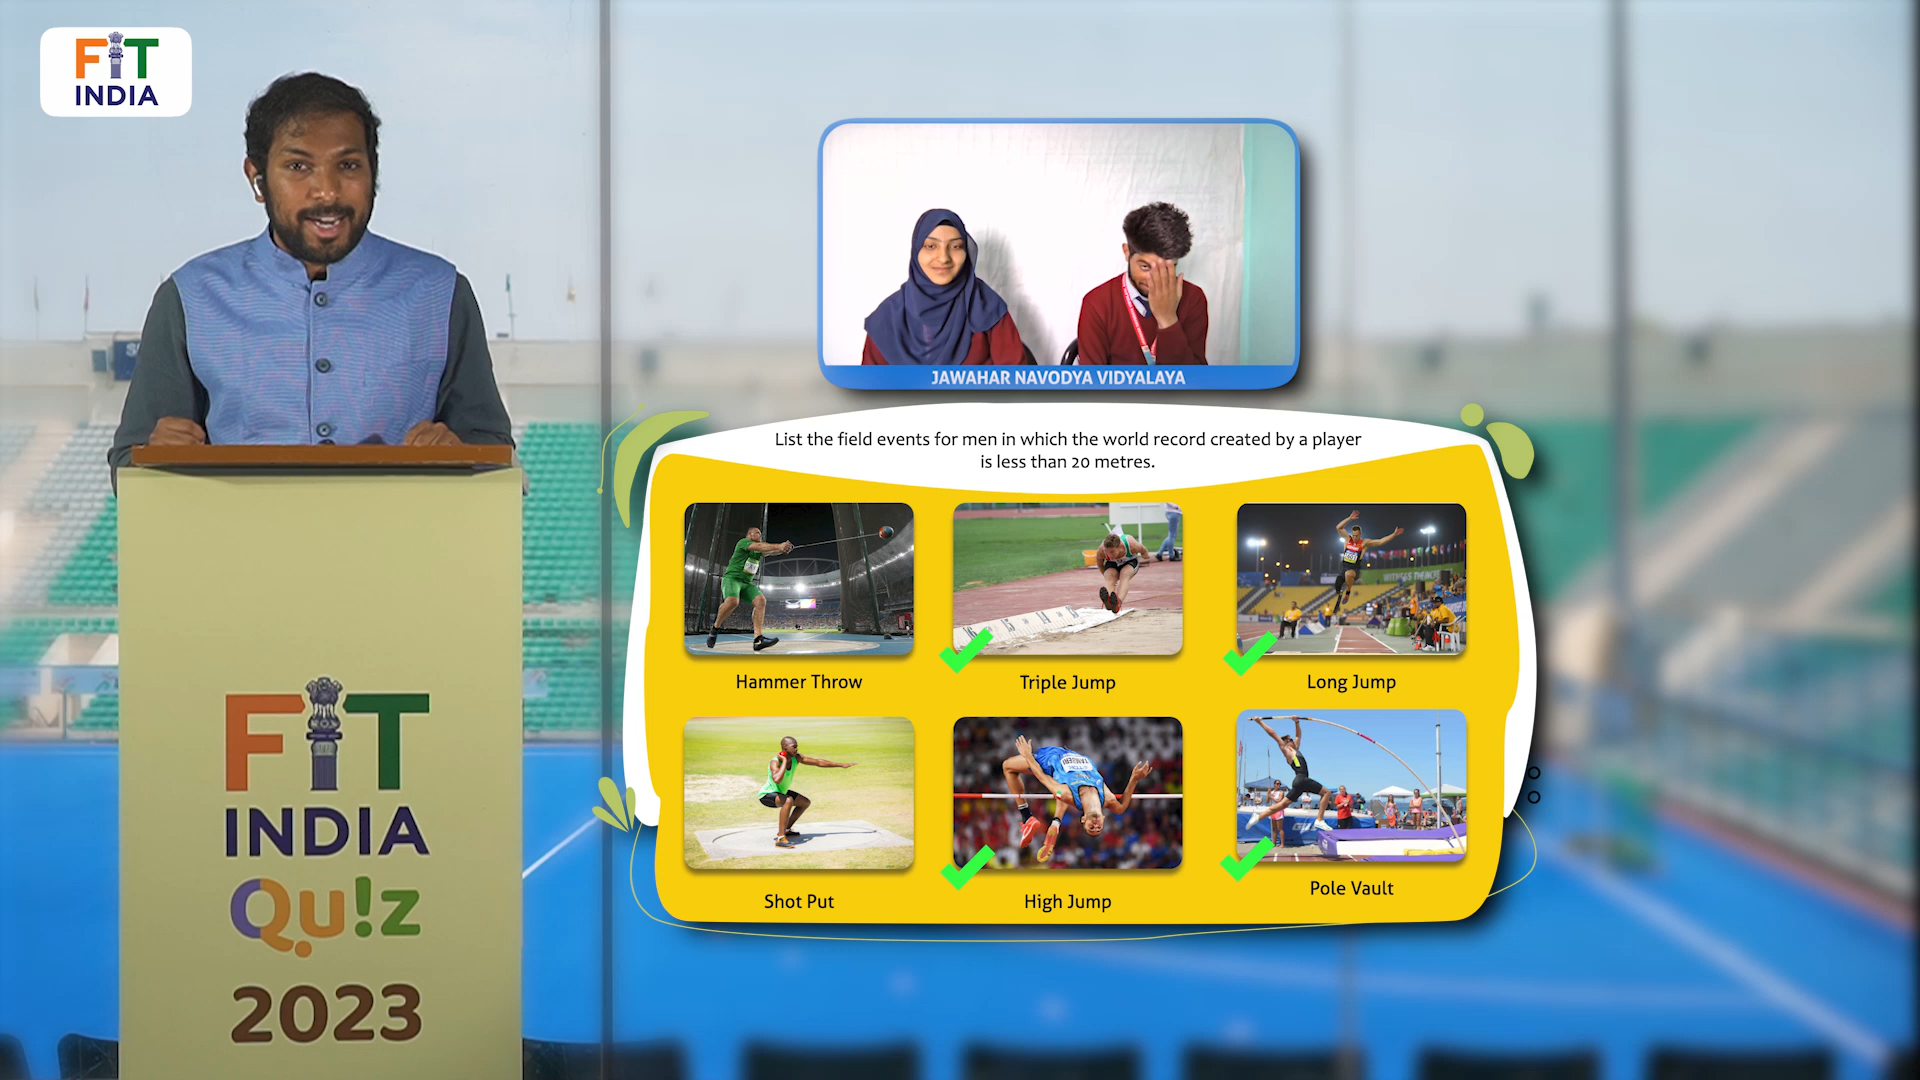 FIT
INDIA
JAWAHAR NAVODYA VIDYALAYA
List the field events for men in which the world record created by a player
is less than 20 metres.
Hammer Throw
Triple Jump
Long Jump
Shot Put
High Jump
Pole Vault
FIT
INDIA
Qu!z
2023